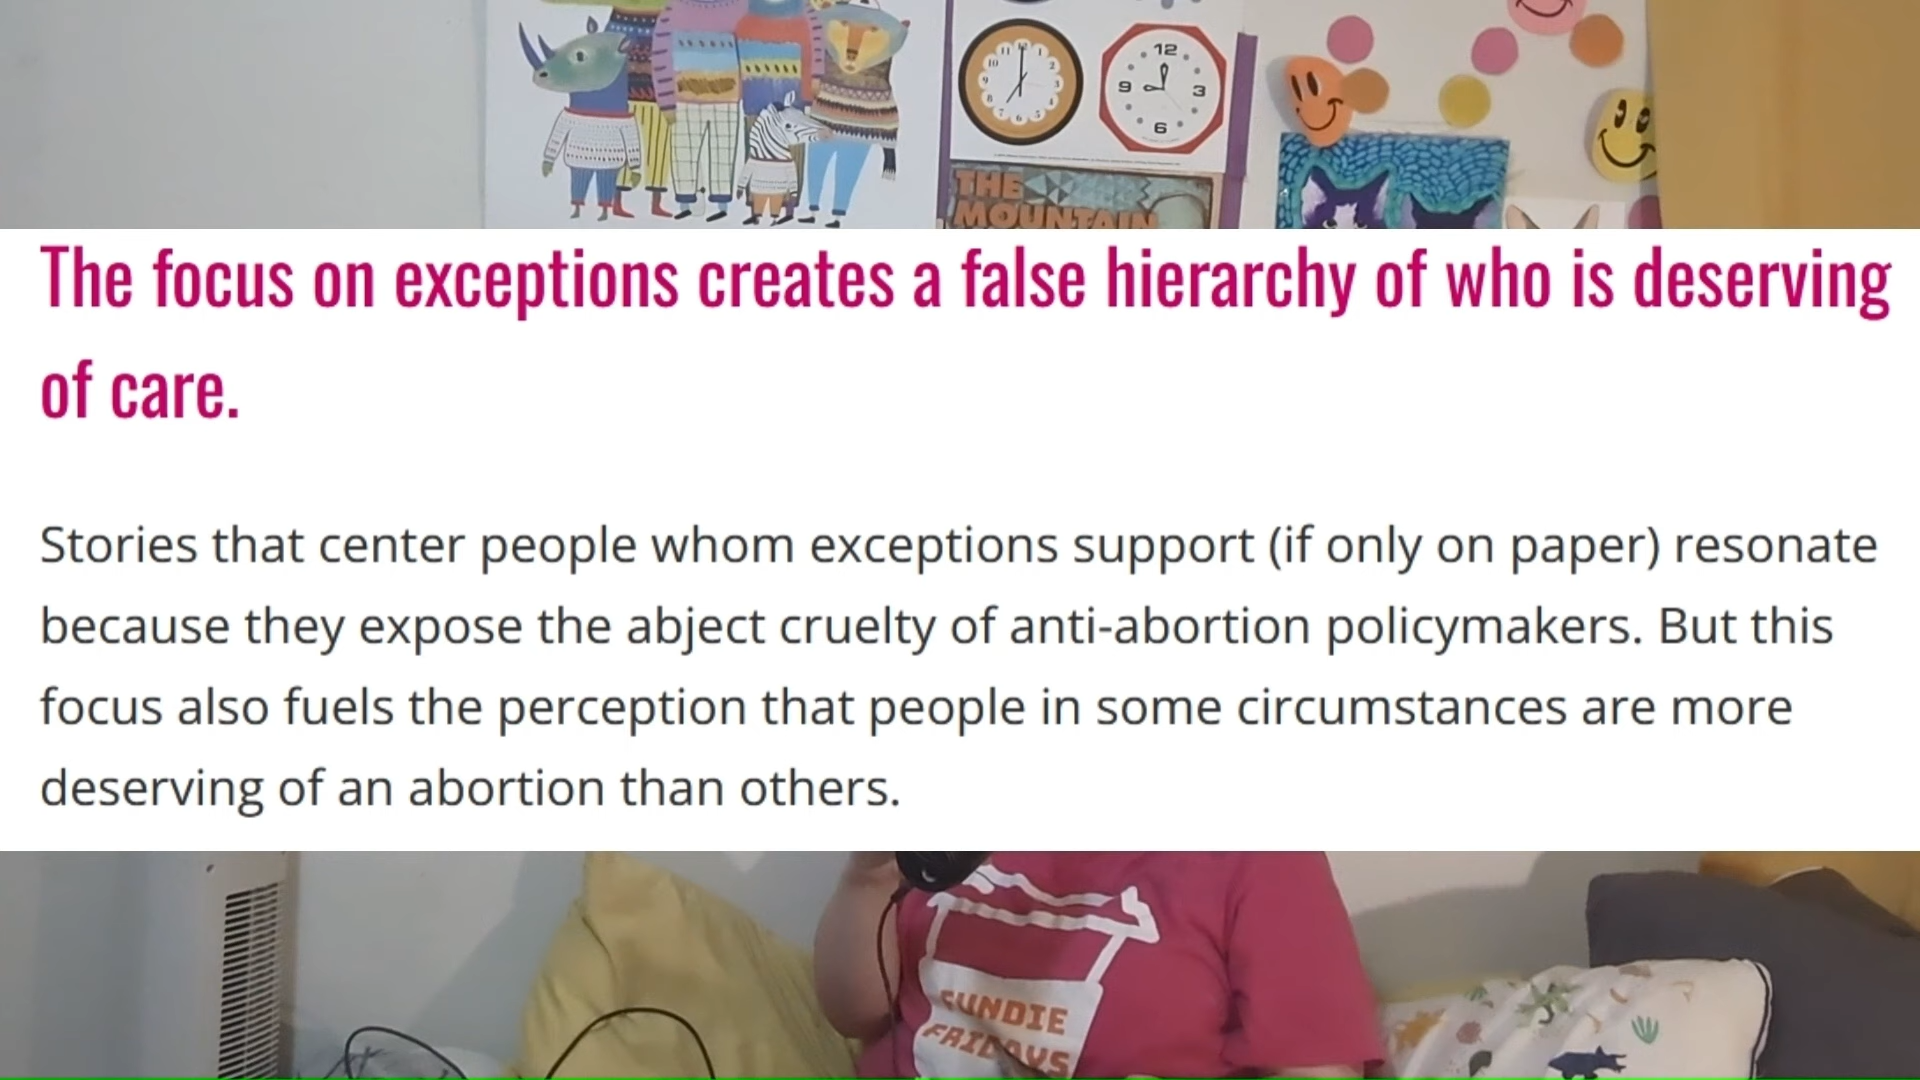 12
9
3
6
THE
MOUNTAIN
The focus on exceptions creates a false hierarchy of who is deserving
of care.
Stories that center people whom exceptions support (if only on paper) resonate
because they expose the abject cruelty of anti-abortion policymakers. But this
focus also fuels the perception that people in some circumstances are more
deserving of an abortion than others.
FUNDIE
FRIDAYS